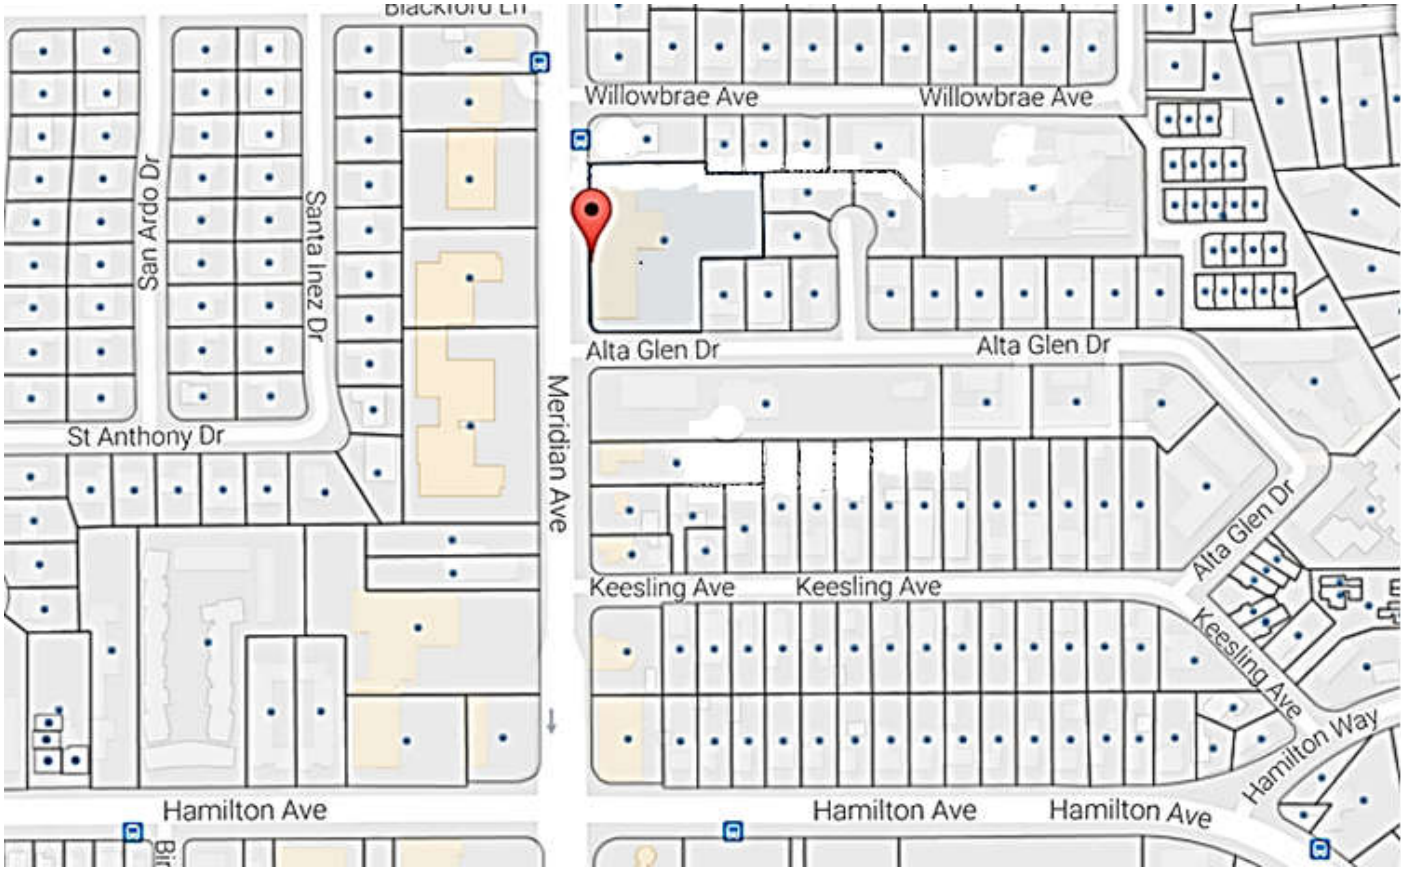 Blackford Ln
Willowbrae Ave
Willowbrae Ave
San Ardo Dr
Santa Inez Dr
Alta Glen Dr
Alta Glen Dr
St Anthony Dr
Meridian Ave
Alta Glen Dr
Keesling Ave
Keesling Ave
Keesling Ave
Hamilton Way
Hamilton Ave
Hamilton Ave
Hamilton Ave